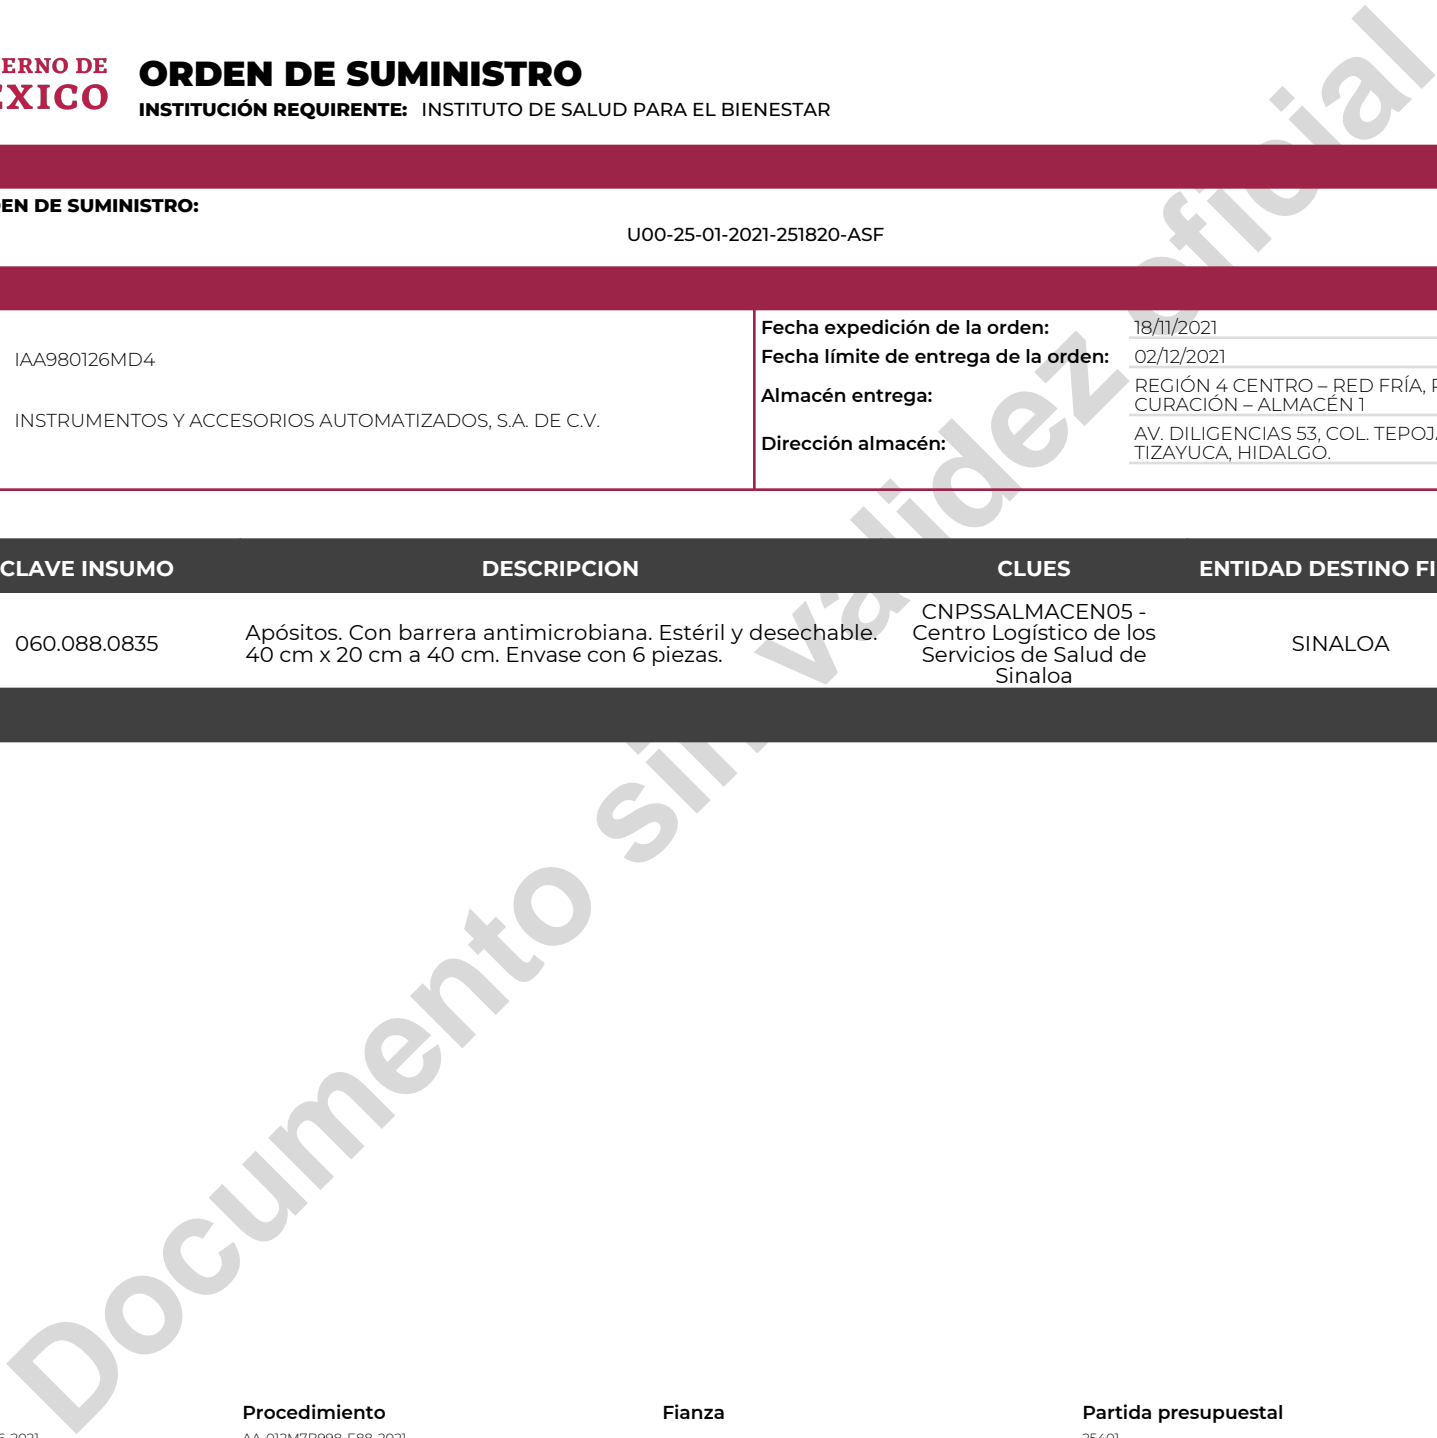 ORDEN DE SUMINISTRO
INSTITUCIÓN REQUIRENTE: INSTITUTO DE SALUD PARA EL BIENESTAR
DE SUMINISTRO:
U00-25-01-2021-251820-ASF
IAA980126MD4
INSTRUMENTOS Y ACCESORIOS AUTOMATIZADOS, S.A. DE C.V.
Fecha expedición de la orden: 18/11/2021
Fecha límite de entrega de la orden: 02/12/2021
Almacén entrega: REGIÓN 4 CENTRO – RED FRÍA,
CURACIÓN – ALMACÉN 1
Dirección almacén: AV. DILIGENCIAS 53, COL.
TIZAYUCA, HIDALGO.
CLAVE INSUMO DESCRIPCION CLUES ENTIDAD DESTINO
060.088.0835
Apósitos. Con barrera antimicrobiana. Estéril y desechable.
40 cm x 20 cm a 40 cm. Envase con 6 piezas.
CNPSSALMACEN05 -
Centro Logístico de los
Servicios de Salud de
Sinaloa
SINALOA
Documento sin validez oficial
Procedimiento Fianza Partida presupuestal